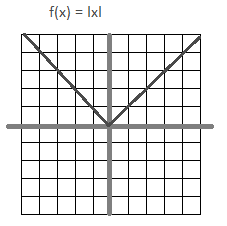 f(x) = lxl